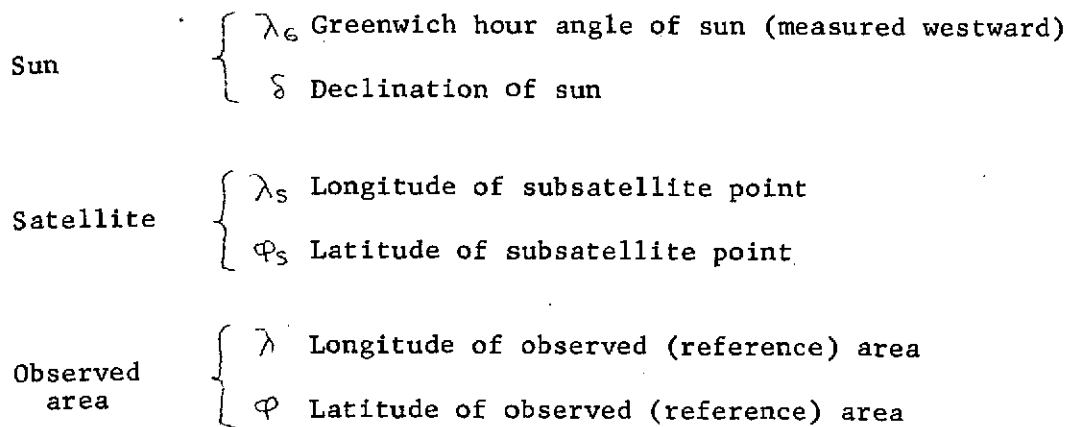 λG Greenwich hour angle of sun (measured westward)
Sun
δ Declination of sun
λS Longitude of subsatellite point
Satellite
φS Latitude of subsatellite point
λ Longitude of observed (reference) area
Observed
area
φ Latitude of observed (reference) area